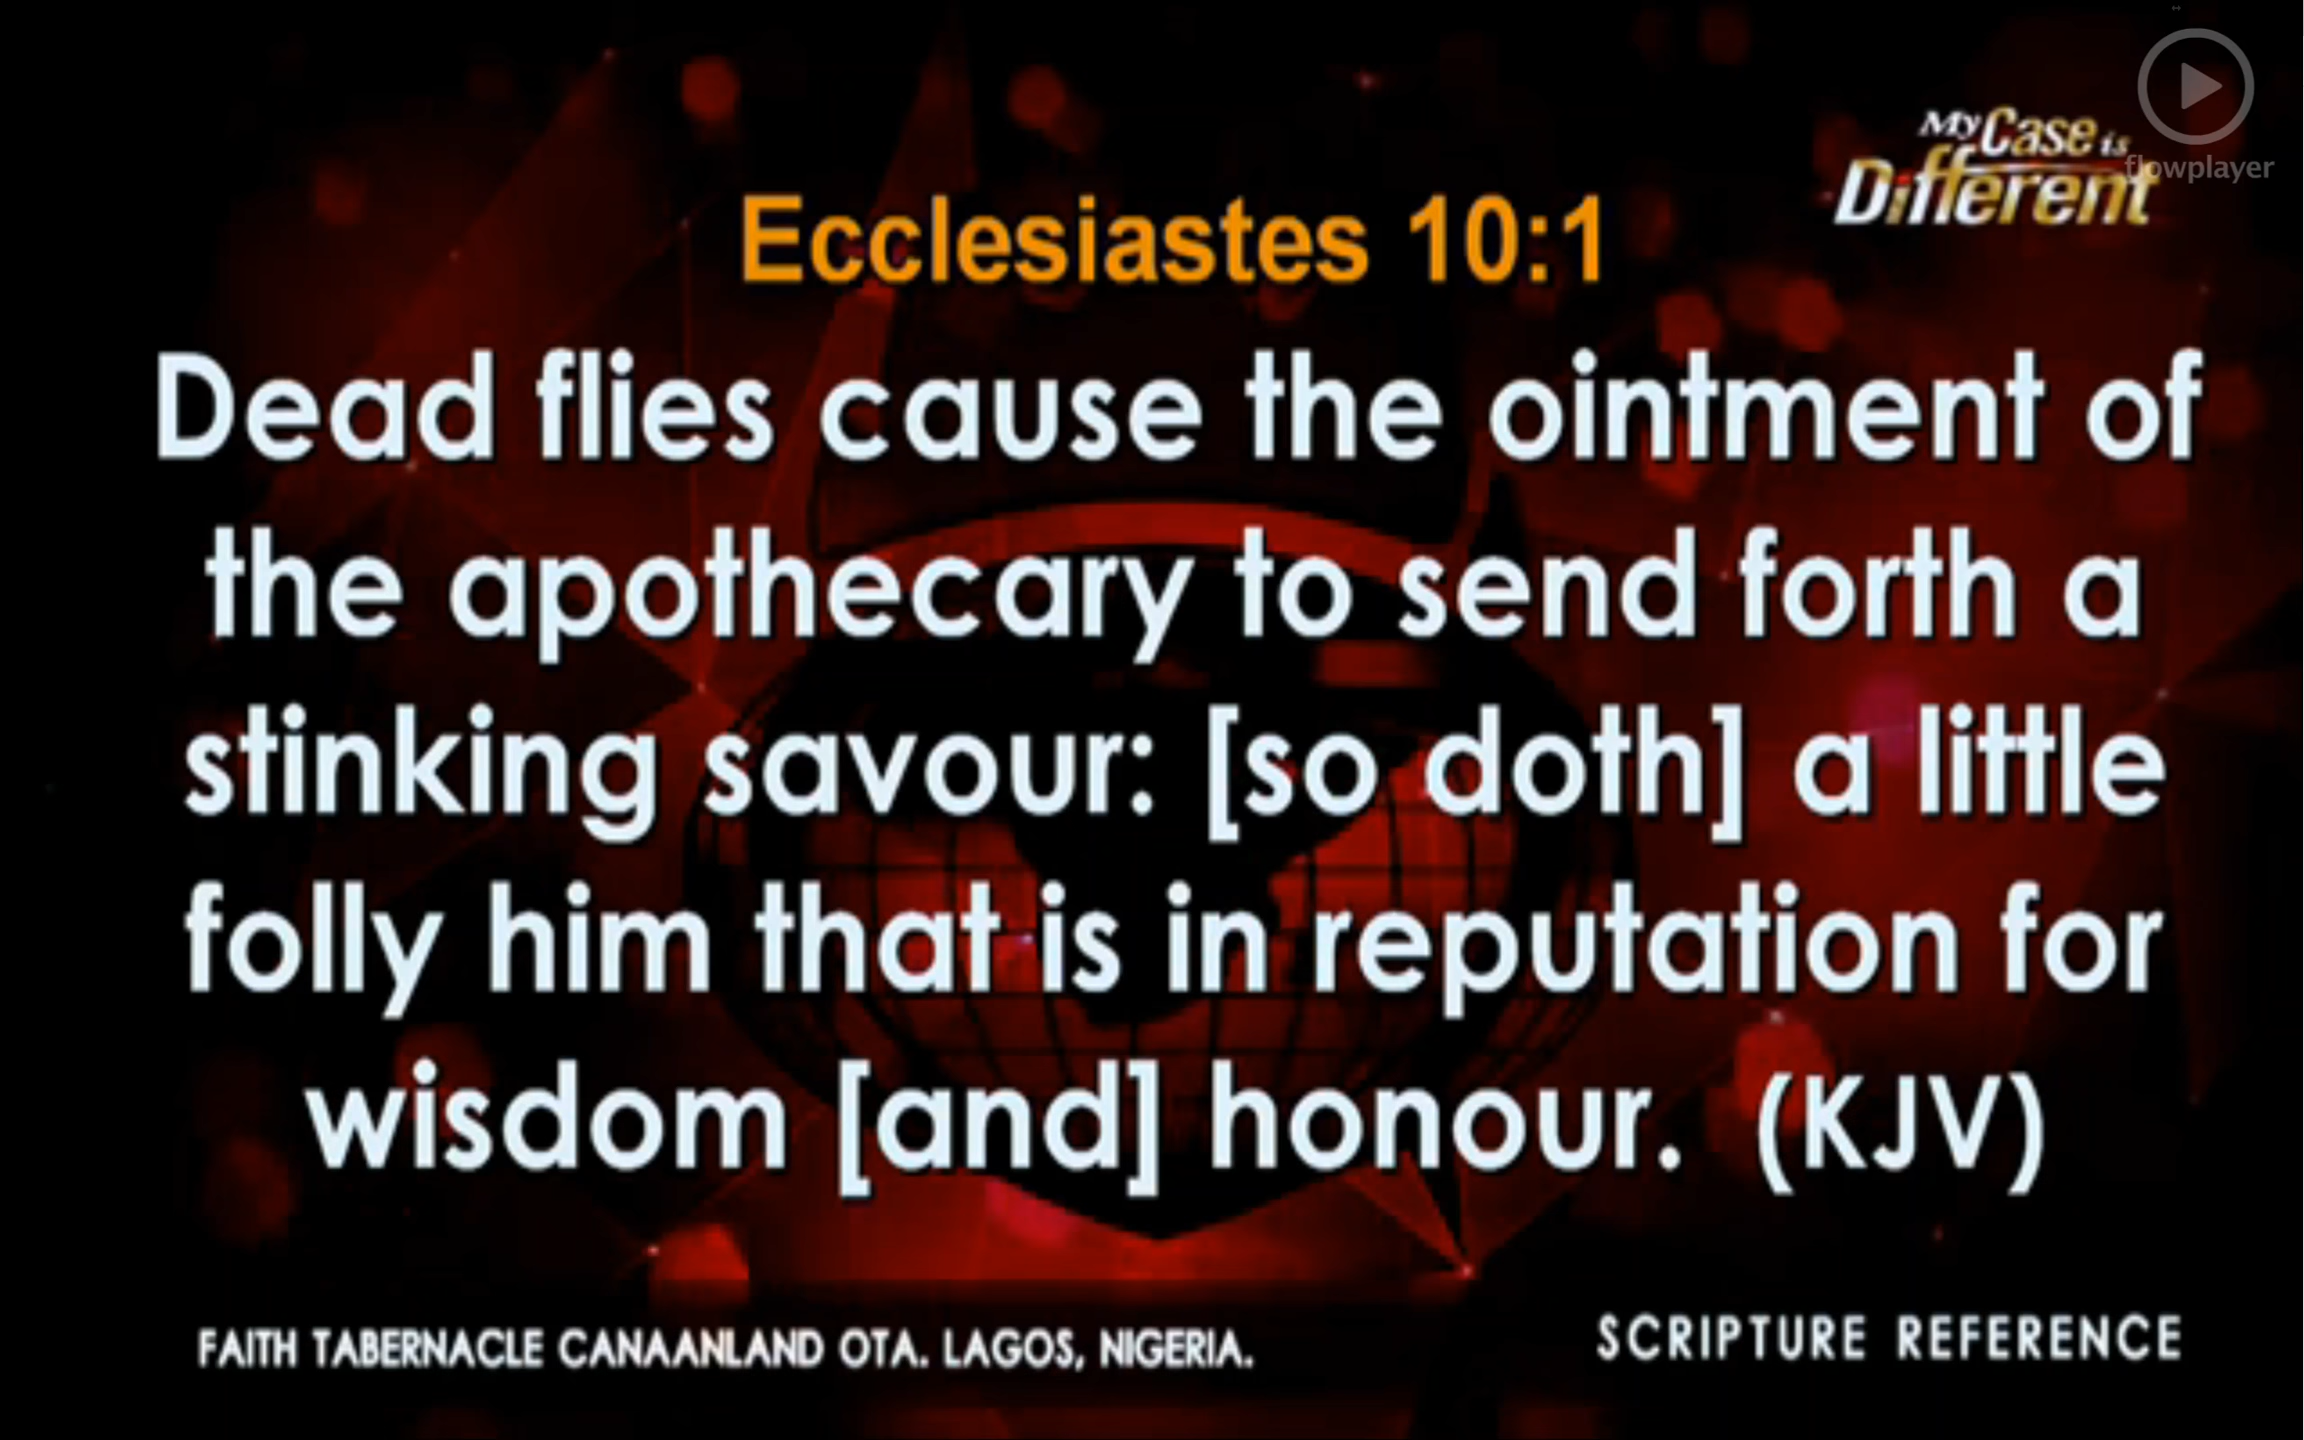 My Case is
Different
flowplayer
Ecclesiastes 10:1
Dead flies cause the ointment of
the apothecary to send forth a
stinking savour: [so doth] a little
folly him that is in reputation for
wisdom [and] honour.  (KJV)
FAITH TABERNACLE CANAANLAND OTA. LAGOS, NIGERIA.
SCRIPTURE REFERENCE